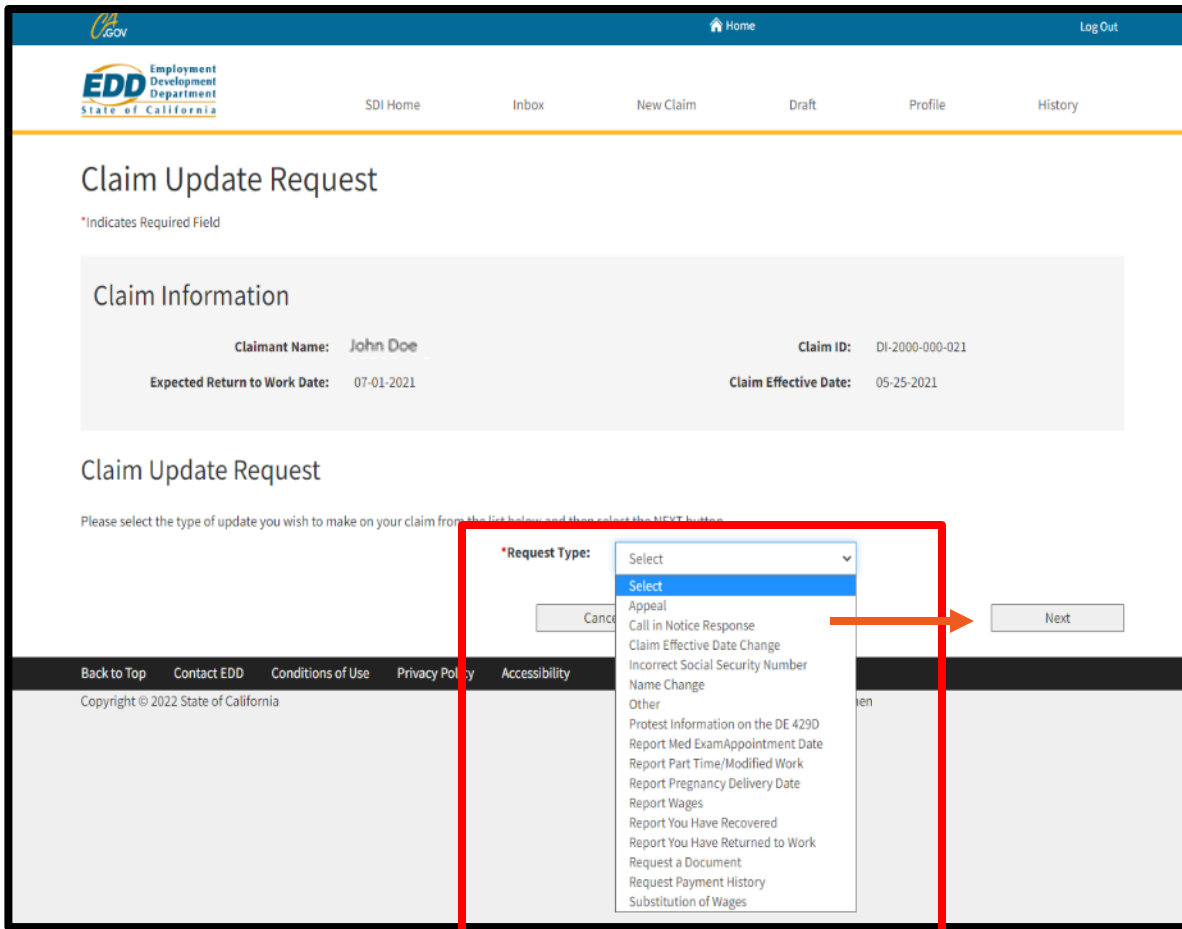 CA.GOV Home Log Out
EDD Employment
Development
Department
State of California
SDI Home Inbox New Claim Draft Profile History
Claim Update Request
*Indicates Required Field
Claim Information
Claimant Name: John Doe Claim ID: DI-2000-000-021
Expected Return to Work Date: 07-01-2021 Claim Effective Date: 05-25-2021
Claim Update Request
Please select the type of update you wish to make on your claim from the list below and then select the NEXT button
*Request Type: Select
Select
Appeal
Call in Notice Response
Claim Effective Date Change
Incorrect Social Security Number
Name Change
Other
Protest Information on the DE 429D
Report Med ExamAppointment Date
Report Part Time/Modified Work
Report Pregnancy Delivery Date
Report Wages
Report You Have Recovered
Report You Have Returned to Work
Request a Document
Request Payment History
Substitution of Wages
Next
Back to Top Contact EDD Conditions of Use Privacy Policy Accessibility
Copyright © 2022 State of California